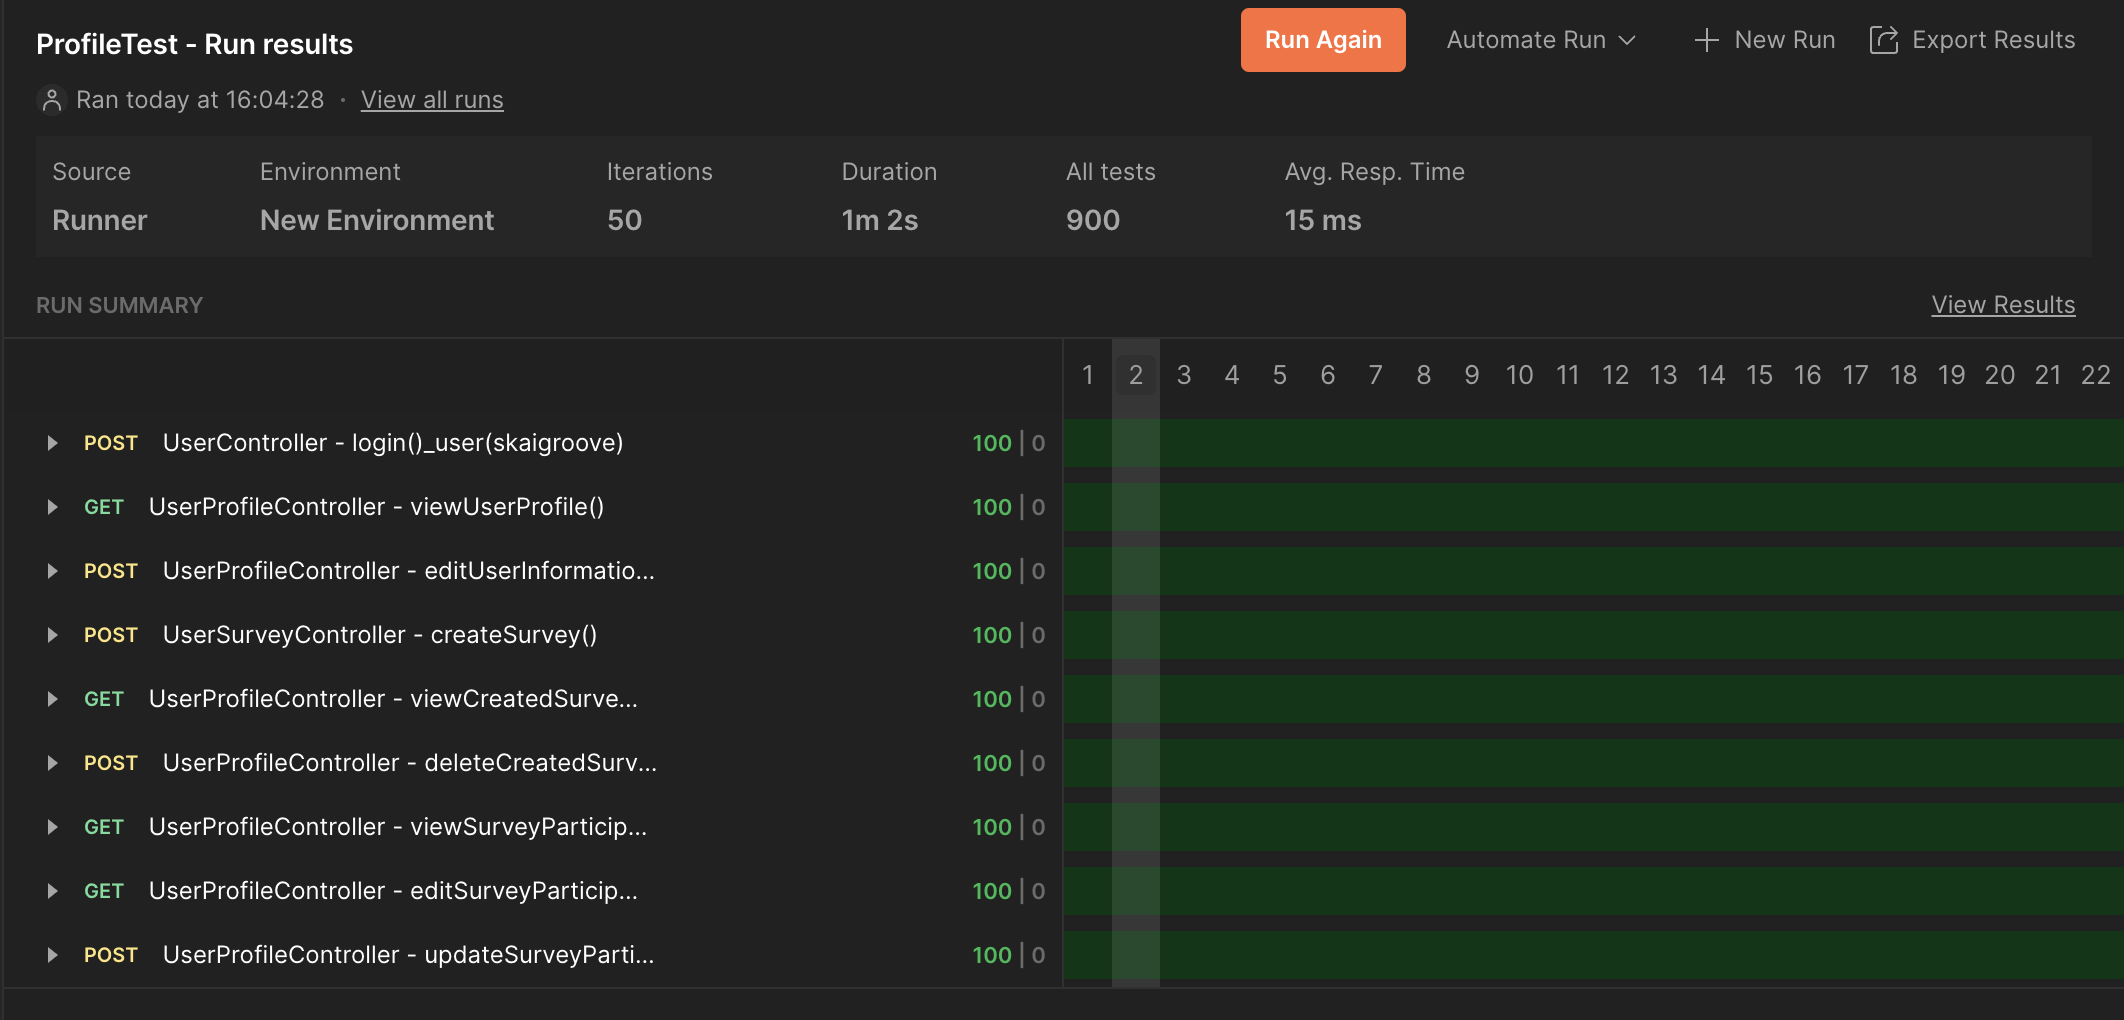 ProfileTest - Run results
Run Again Automate Run New Run Export Results
Ran today at 16:04:28 · View all runs
Source Environment Iterations Duration All tests Avg. Resp. Time
Runner New Environment 50 1m 2s 900 15 ms
RUN SUMMARY View Results
1 2 3 4 5 6 7 8 9 10 11 12 13 14 15 16 17 18 19 20 21 22
POST UserController - login()_user(skaigroove) 100 | 0
GET UserProfileController - viewUserProfile() 100 | 0
POST UserProfileController - editUserInformatio... 100 | 0
POST UserSurveyController - createSurvey() 100 | 0
GET UserProfileController - viewCreatedSurve... 100 | 0
POST UserProfileController - deleteCreatedSurv... 100 | 0
GET UserProfileController - viewSurveyParticip... 100 | 0
GET UserProfileController - editSurveyParticip... 100 | 0
POST UserProfileController - updateSurveyParti... 100 | 0